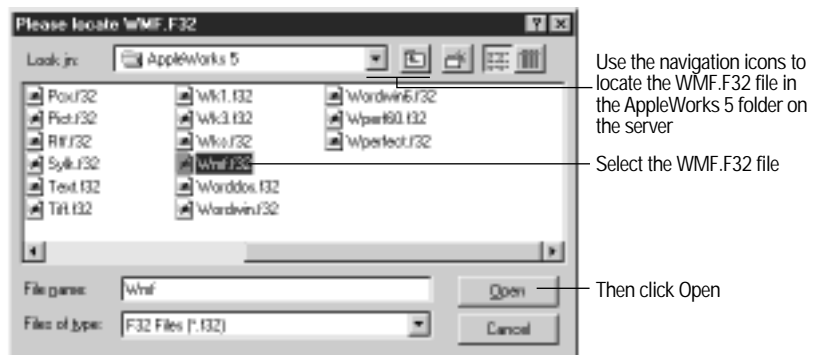 Please locate WMF.F32
Look in:
AppleWorks 5
Pcx.f32
Pict.f32
Rtf.f32
Sylk.f32
Text.f32
Tiff.f32
Wk1.f32
Wk3.f32
Wks.f32
Wmf.f32
Worddos.f32
Wordwin.f32
Wordwin6.f32
Wperf60.f32
Wperfect.f32
File name:
Wmf
Open
Files of type:
F32 Files (*.f32)
Cancel
Use the navigation icons to
locate the WMF.F32 file in
the AppleWorks 5 folder on
the server
Select the WMF.F32 file
Then click Open